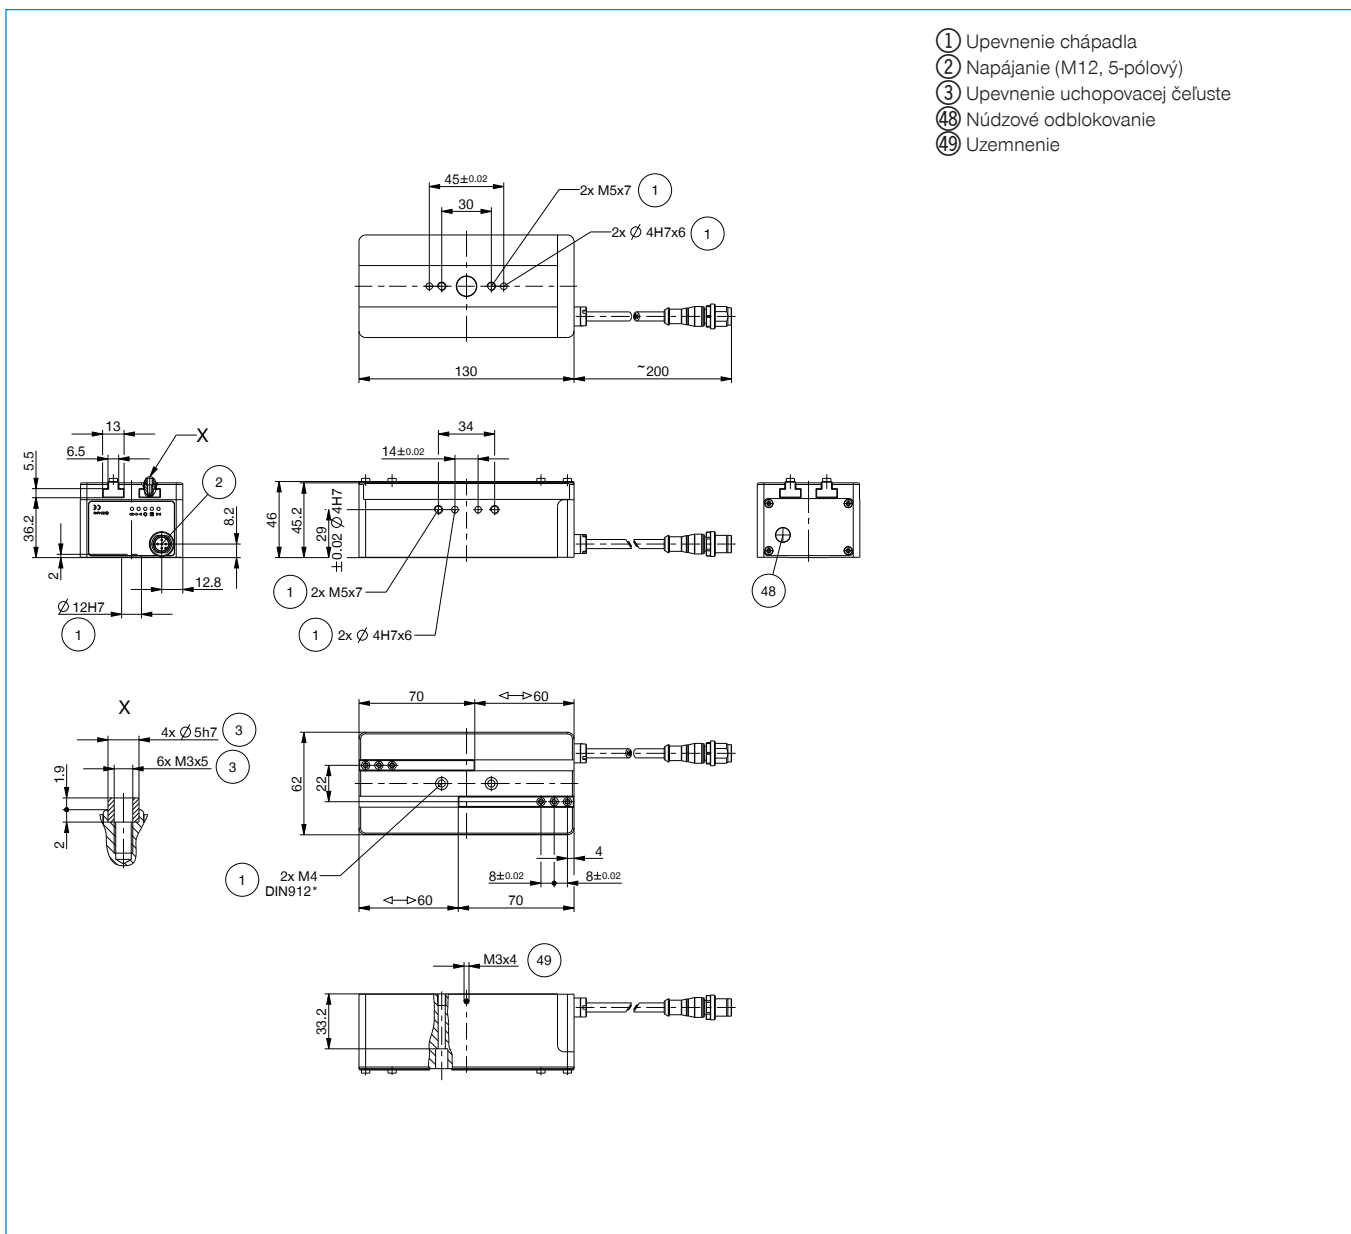 1 Upevnenie chápadla
2 Napájanie (M12, 5-pólový)
3 Upevnenie uchopovacej čeľuste
48 Núdzové odblokovanie
49 Uzemnenie
45±0.02
30
2x M5x7 1
2x Ø 4H7x6 1
130
~200
13
6.5
5.5
36.2
2
X
2
8.2
12.8
Ø 12H7
1
34
14±0.02
46
45.2
29
±0.02 Ø 4H7
1 2x M5x7
1 2x Ø 4H7x6
48
X
4x Ø 5h7 3
6x M3x5 3
1.9
2
70
60
62
22
1 2x M4
DIN912*
4
8±0.02
8±0.02
60
70
M3x4 49
33.2